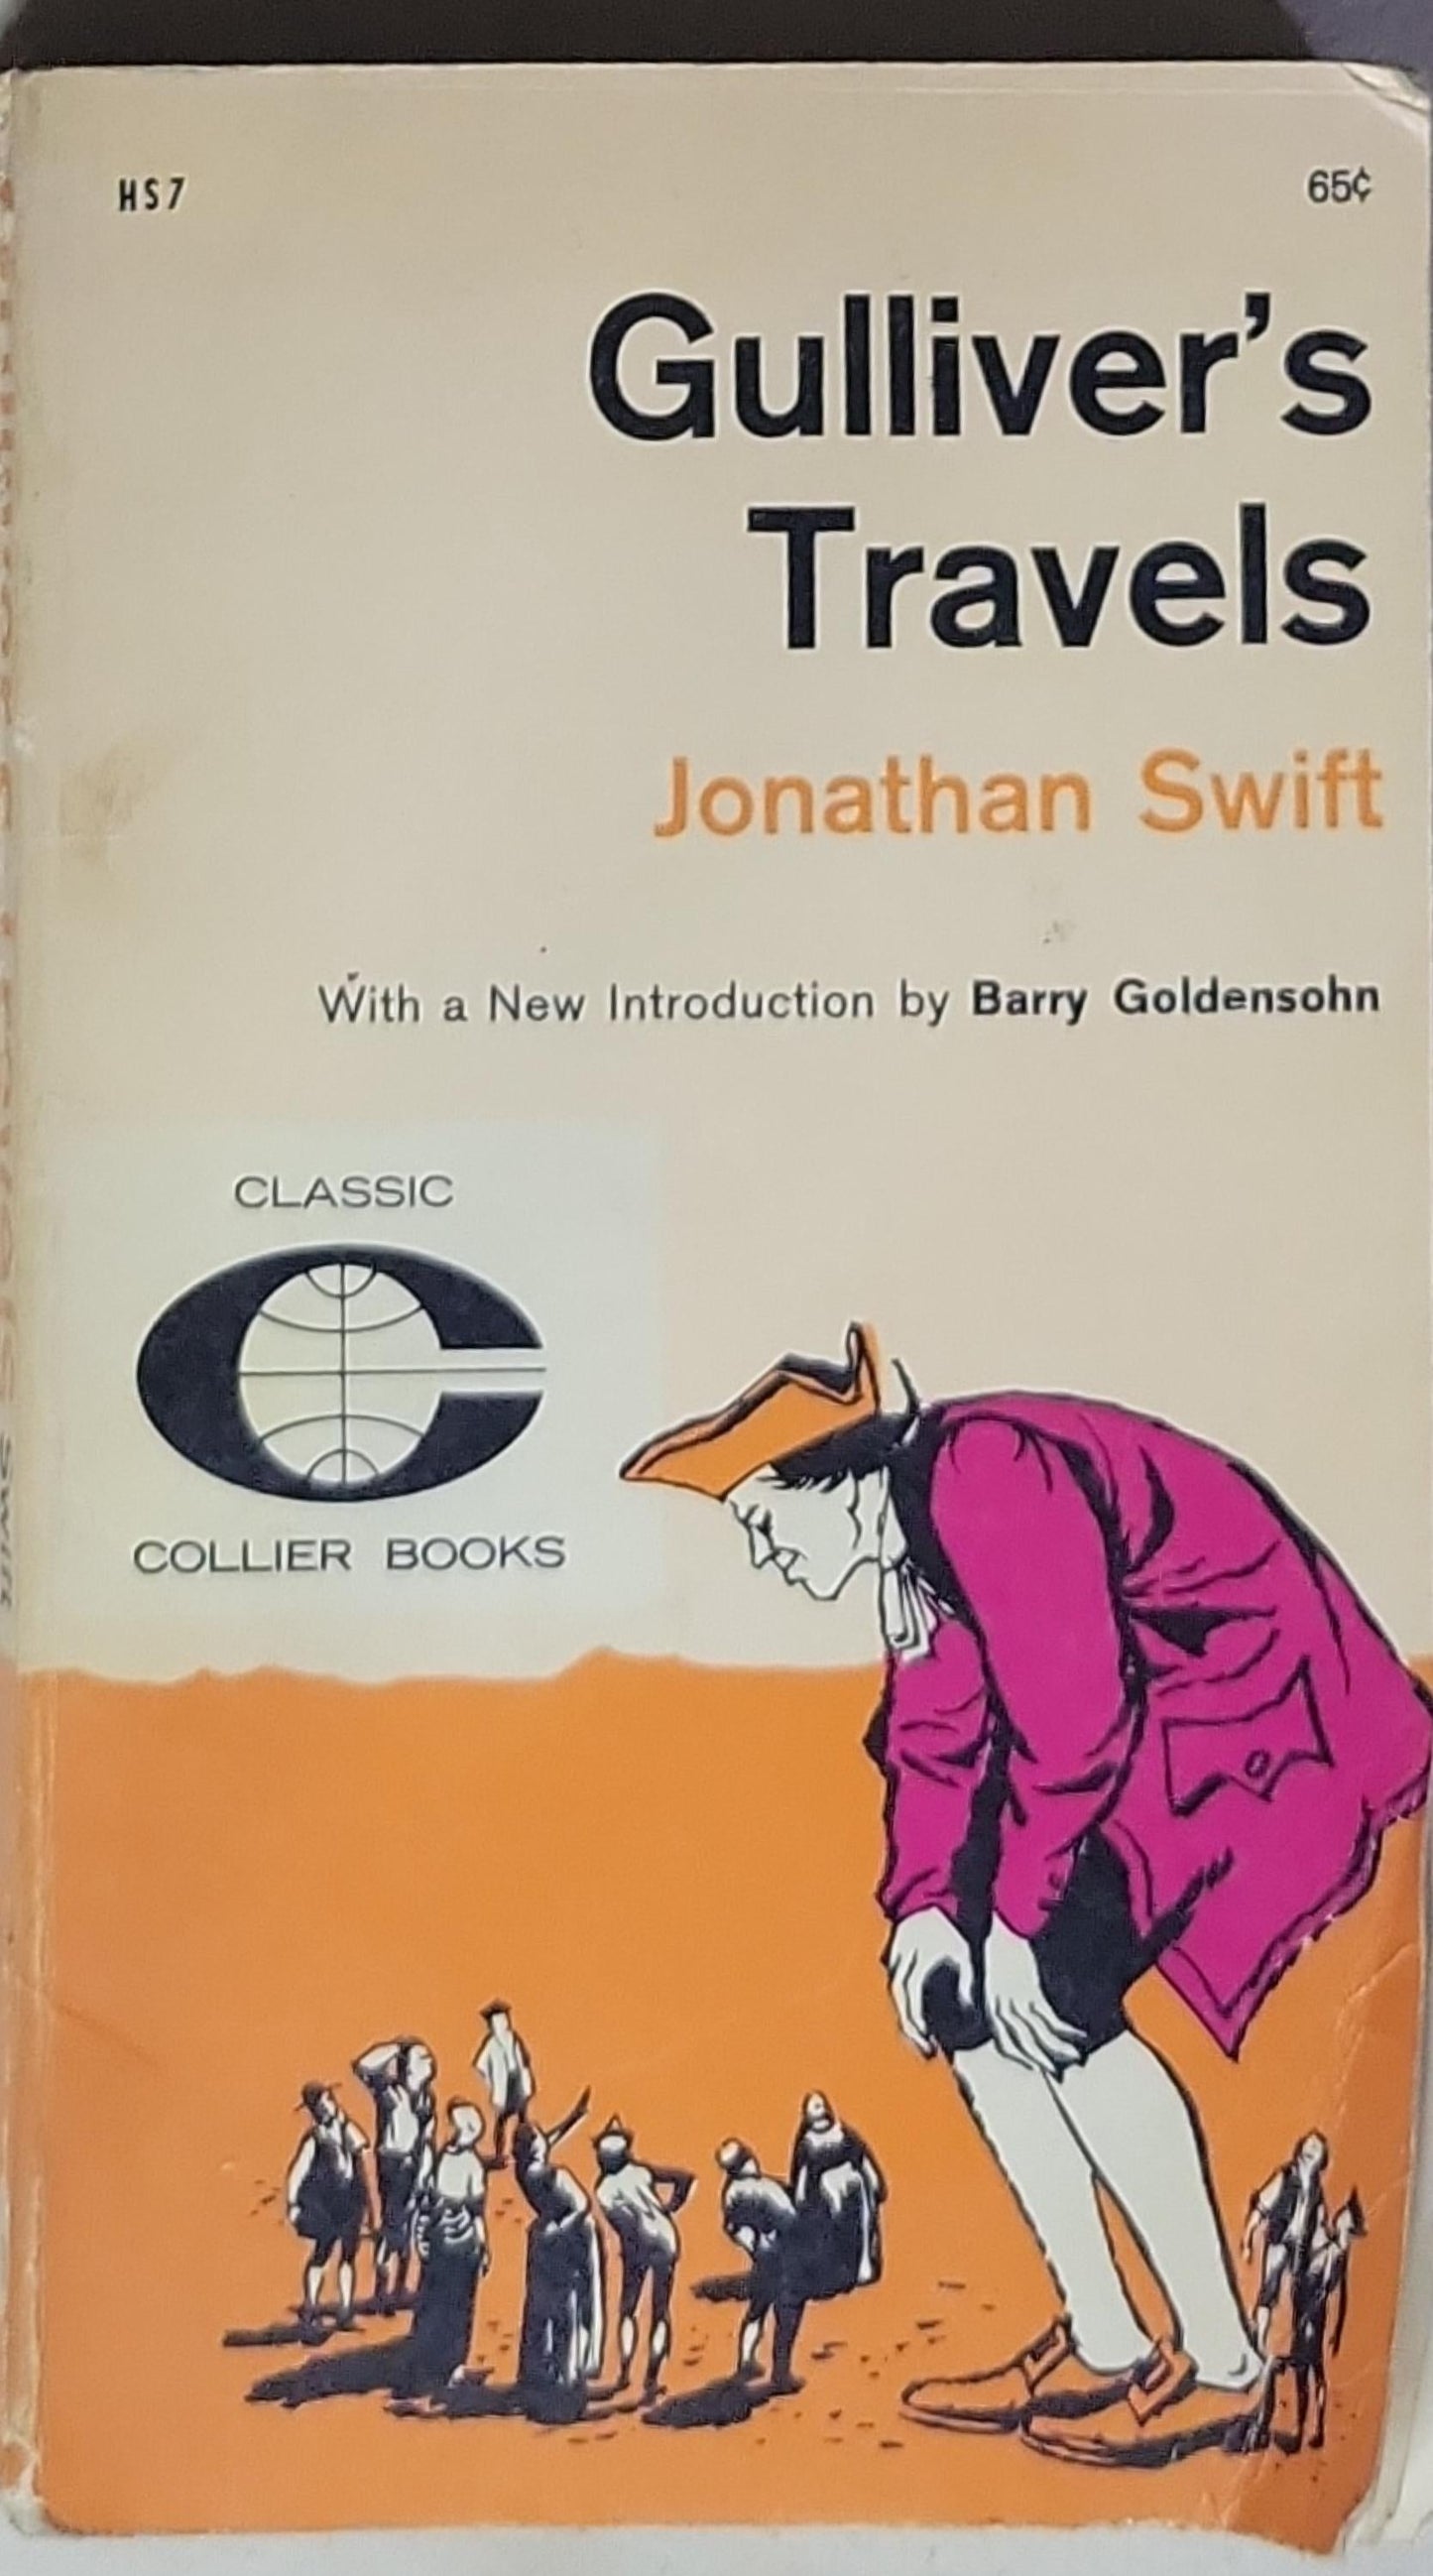 HS7
65¢
Gulliver's
Travels
Jonathan Swift
With a New Introduction by Barry Goldensohn
CLASSIC
COLLIER BOOKS